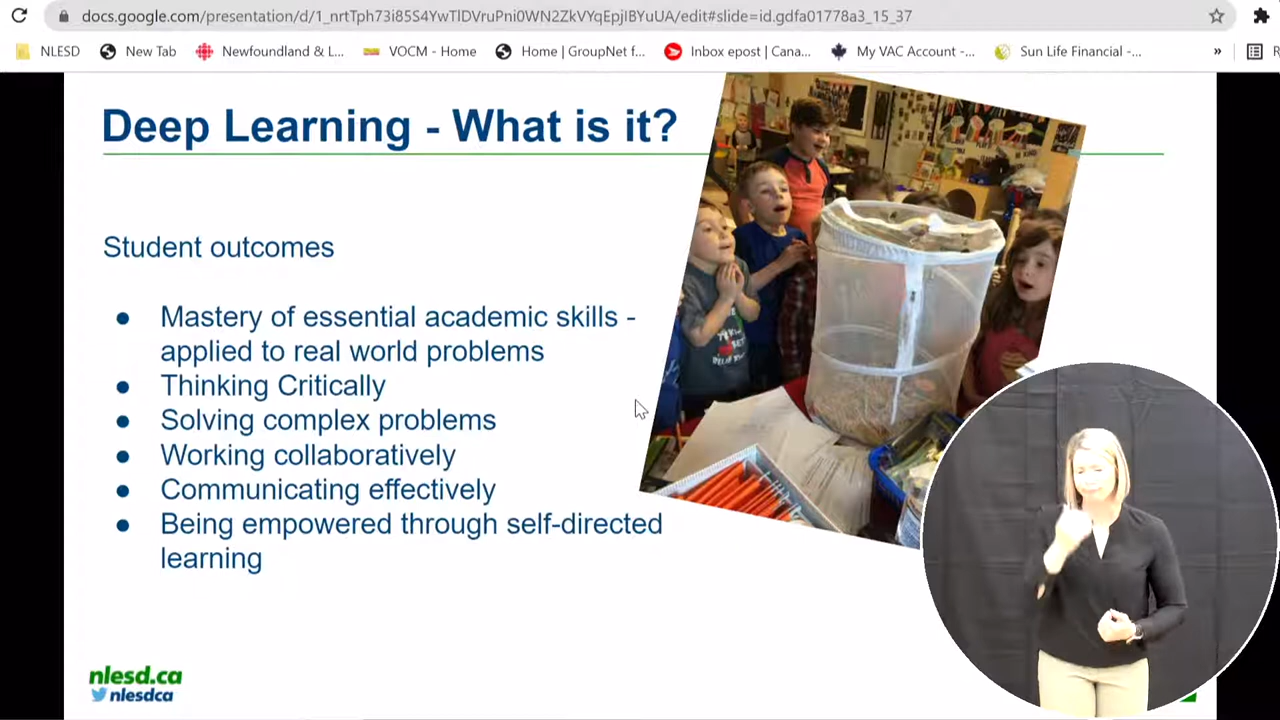 docs.google.com/presentation/d/1_nrtTph73i85S4YwTlDVruPni0WN2ZkVYqEpjIBYuUA/edit#slide=id.gdfa01778a3_15_37
NLESD New Tab Newfoundland & L... VOCM - Home Home | GroupNet f... Inbox epost | Cana... My VAC Account -... Sun Life Financial -... » R
Deep Learning - What is it?
Student outcomes
● Mastery of essential academic skills -
applied to real world problems
● Thinking Critically
● Solving complex problems
● Working collaboratively
● Communicating effectively
● Being empowered through self-directed
learning
nlesd.ca
nlesdca